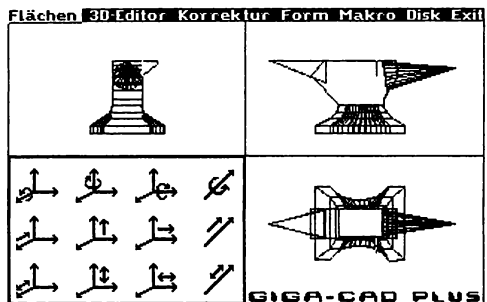 Flächen 3D-Editor Korrektur Form Makro Disk Exit
GIGA-CAD PLUS